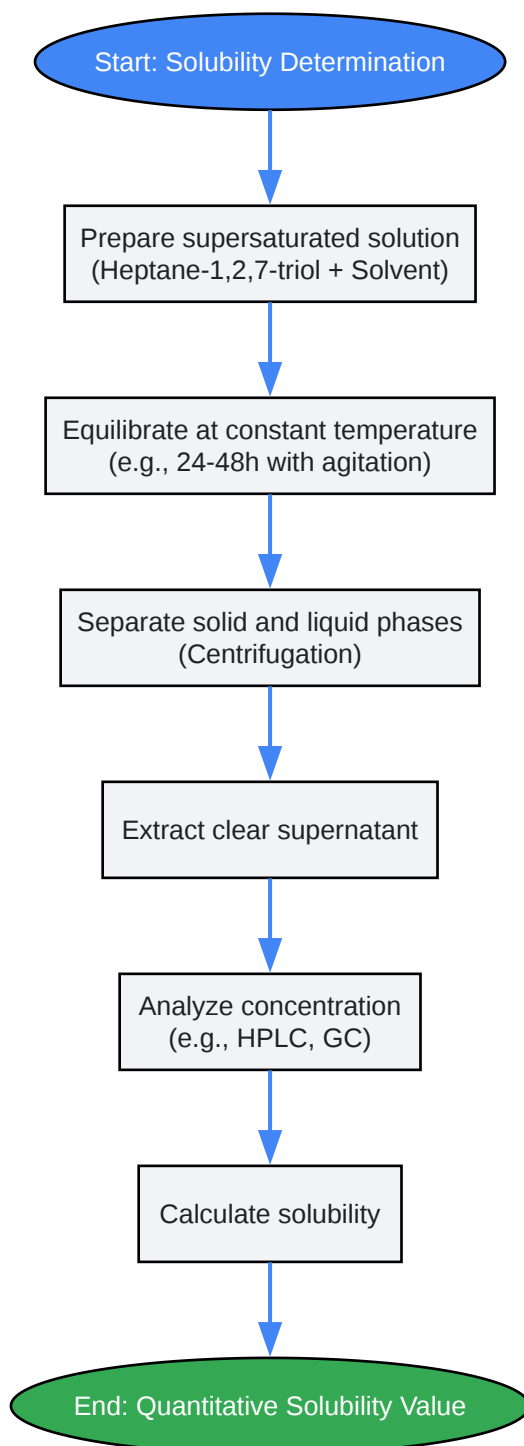 Start: Solubility Determination
Prepare supersaturated solution
(Heptane-1,2,7-triol + Solvent)
Equilibrate at constant temperature
(e.g., 24-48h with agitation)
Separate solid and liquid phases
(Centrifugation)
Extract clear supernatant
Analyze concentration
(e.g., HPLC, GC)
Calculate solubility
End: Quantitative Solubility Value